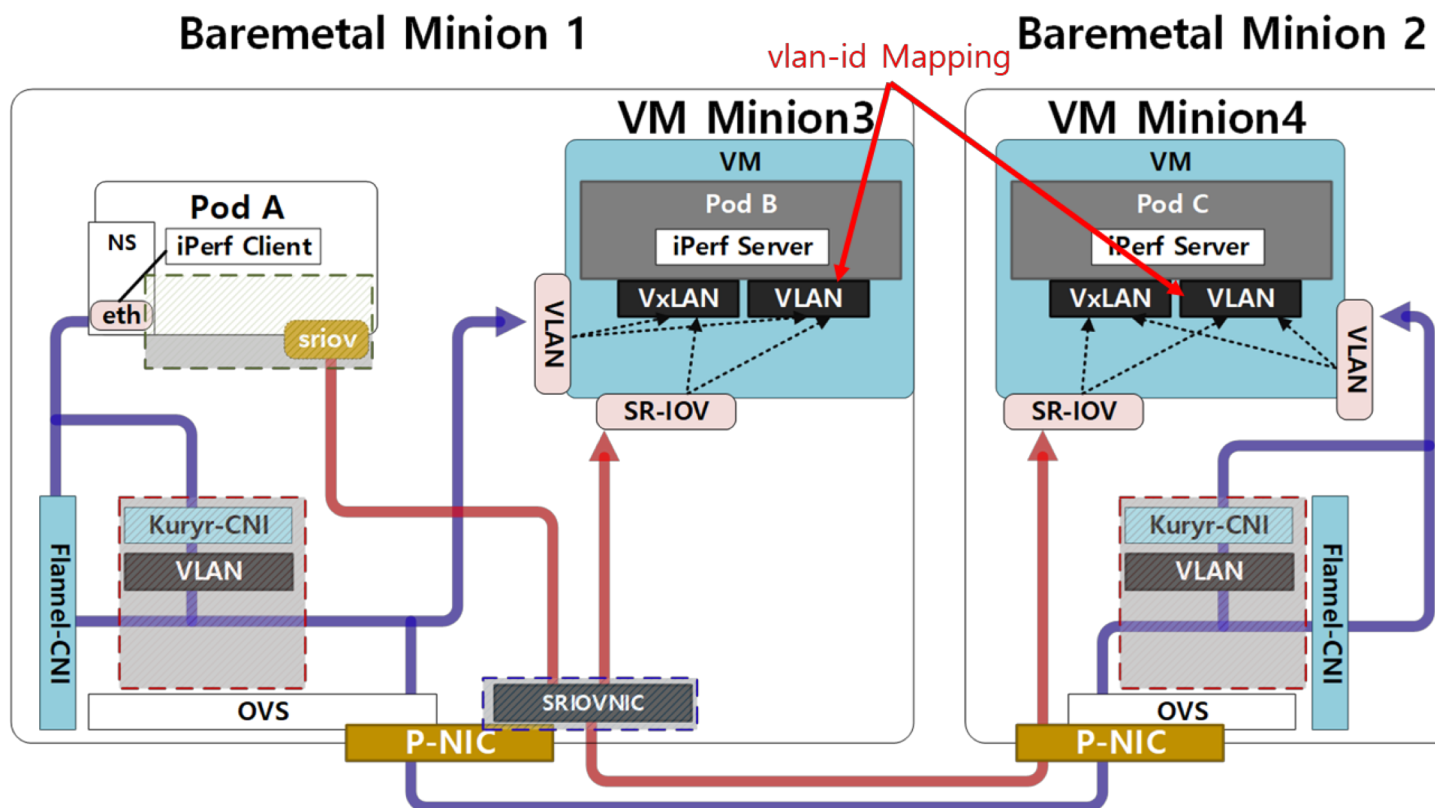 Baremetal Minion 1
Baremetal Minion 2
vlan-id Mapping
VM Minion3
VM Minion4
VM
VM
Pod A
Pod B
Pod C
NS
iPerf Client
iPerf Server
iPerf Server
eth
sriov
VxLAN
VLAN
VxLAN
VLAN
VLAN
VLAN
SR-IOV
SR-IOV
Flannel-CNI
Kuryr-CNI
VLAN
Kuryr-CNI
VLAN
Flannel-CNI
OVS
SRIOVNIC
OVS
P-NIC
P-NIC